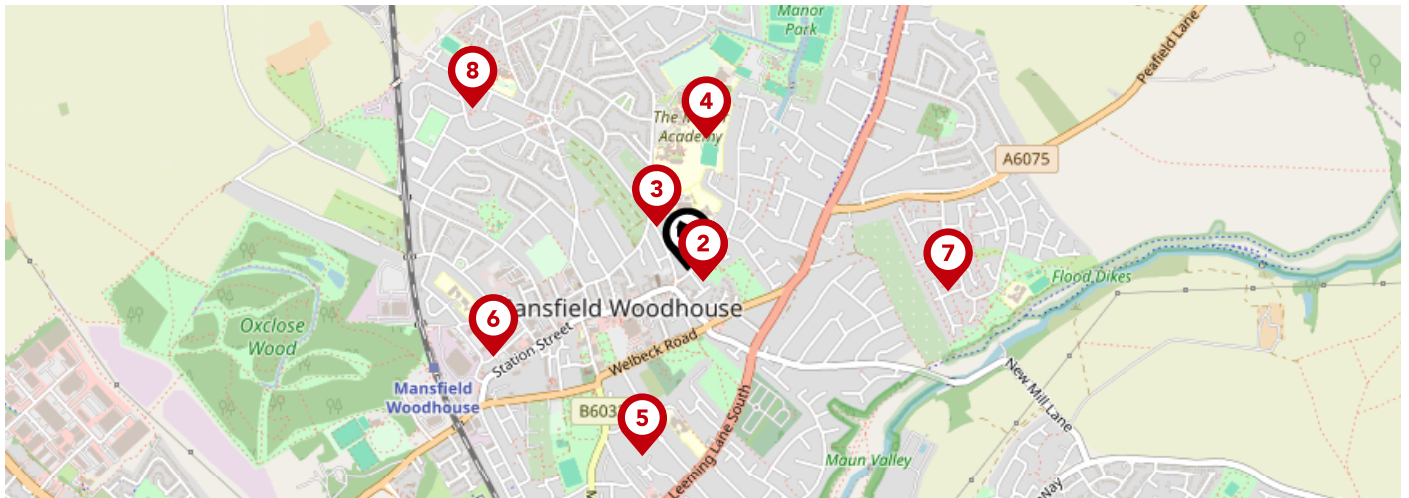 Manor
Park
Peafield Lane
8
4
The
Academy
A6075
3
2
7
Flood Dikes
Mansfield Woodhouse
6
Oxclose
Wood
Station Street
Welbeck Road
Mansfield
Woodhouse
New Mill Lane
5
Leeming Lane South
Maun Valley